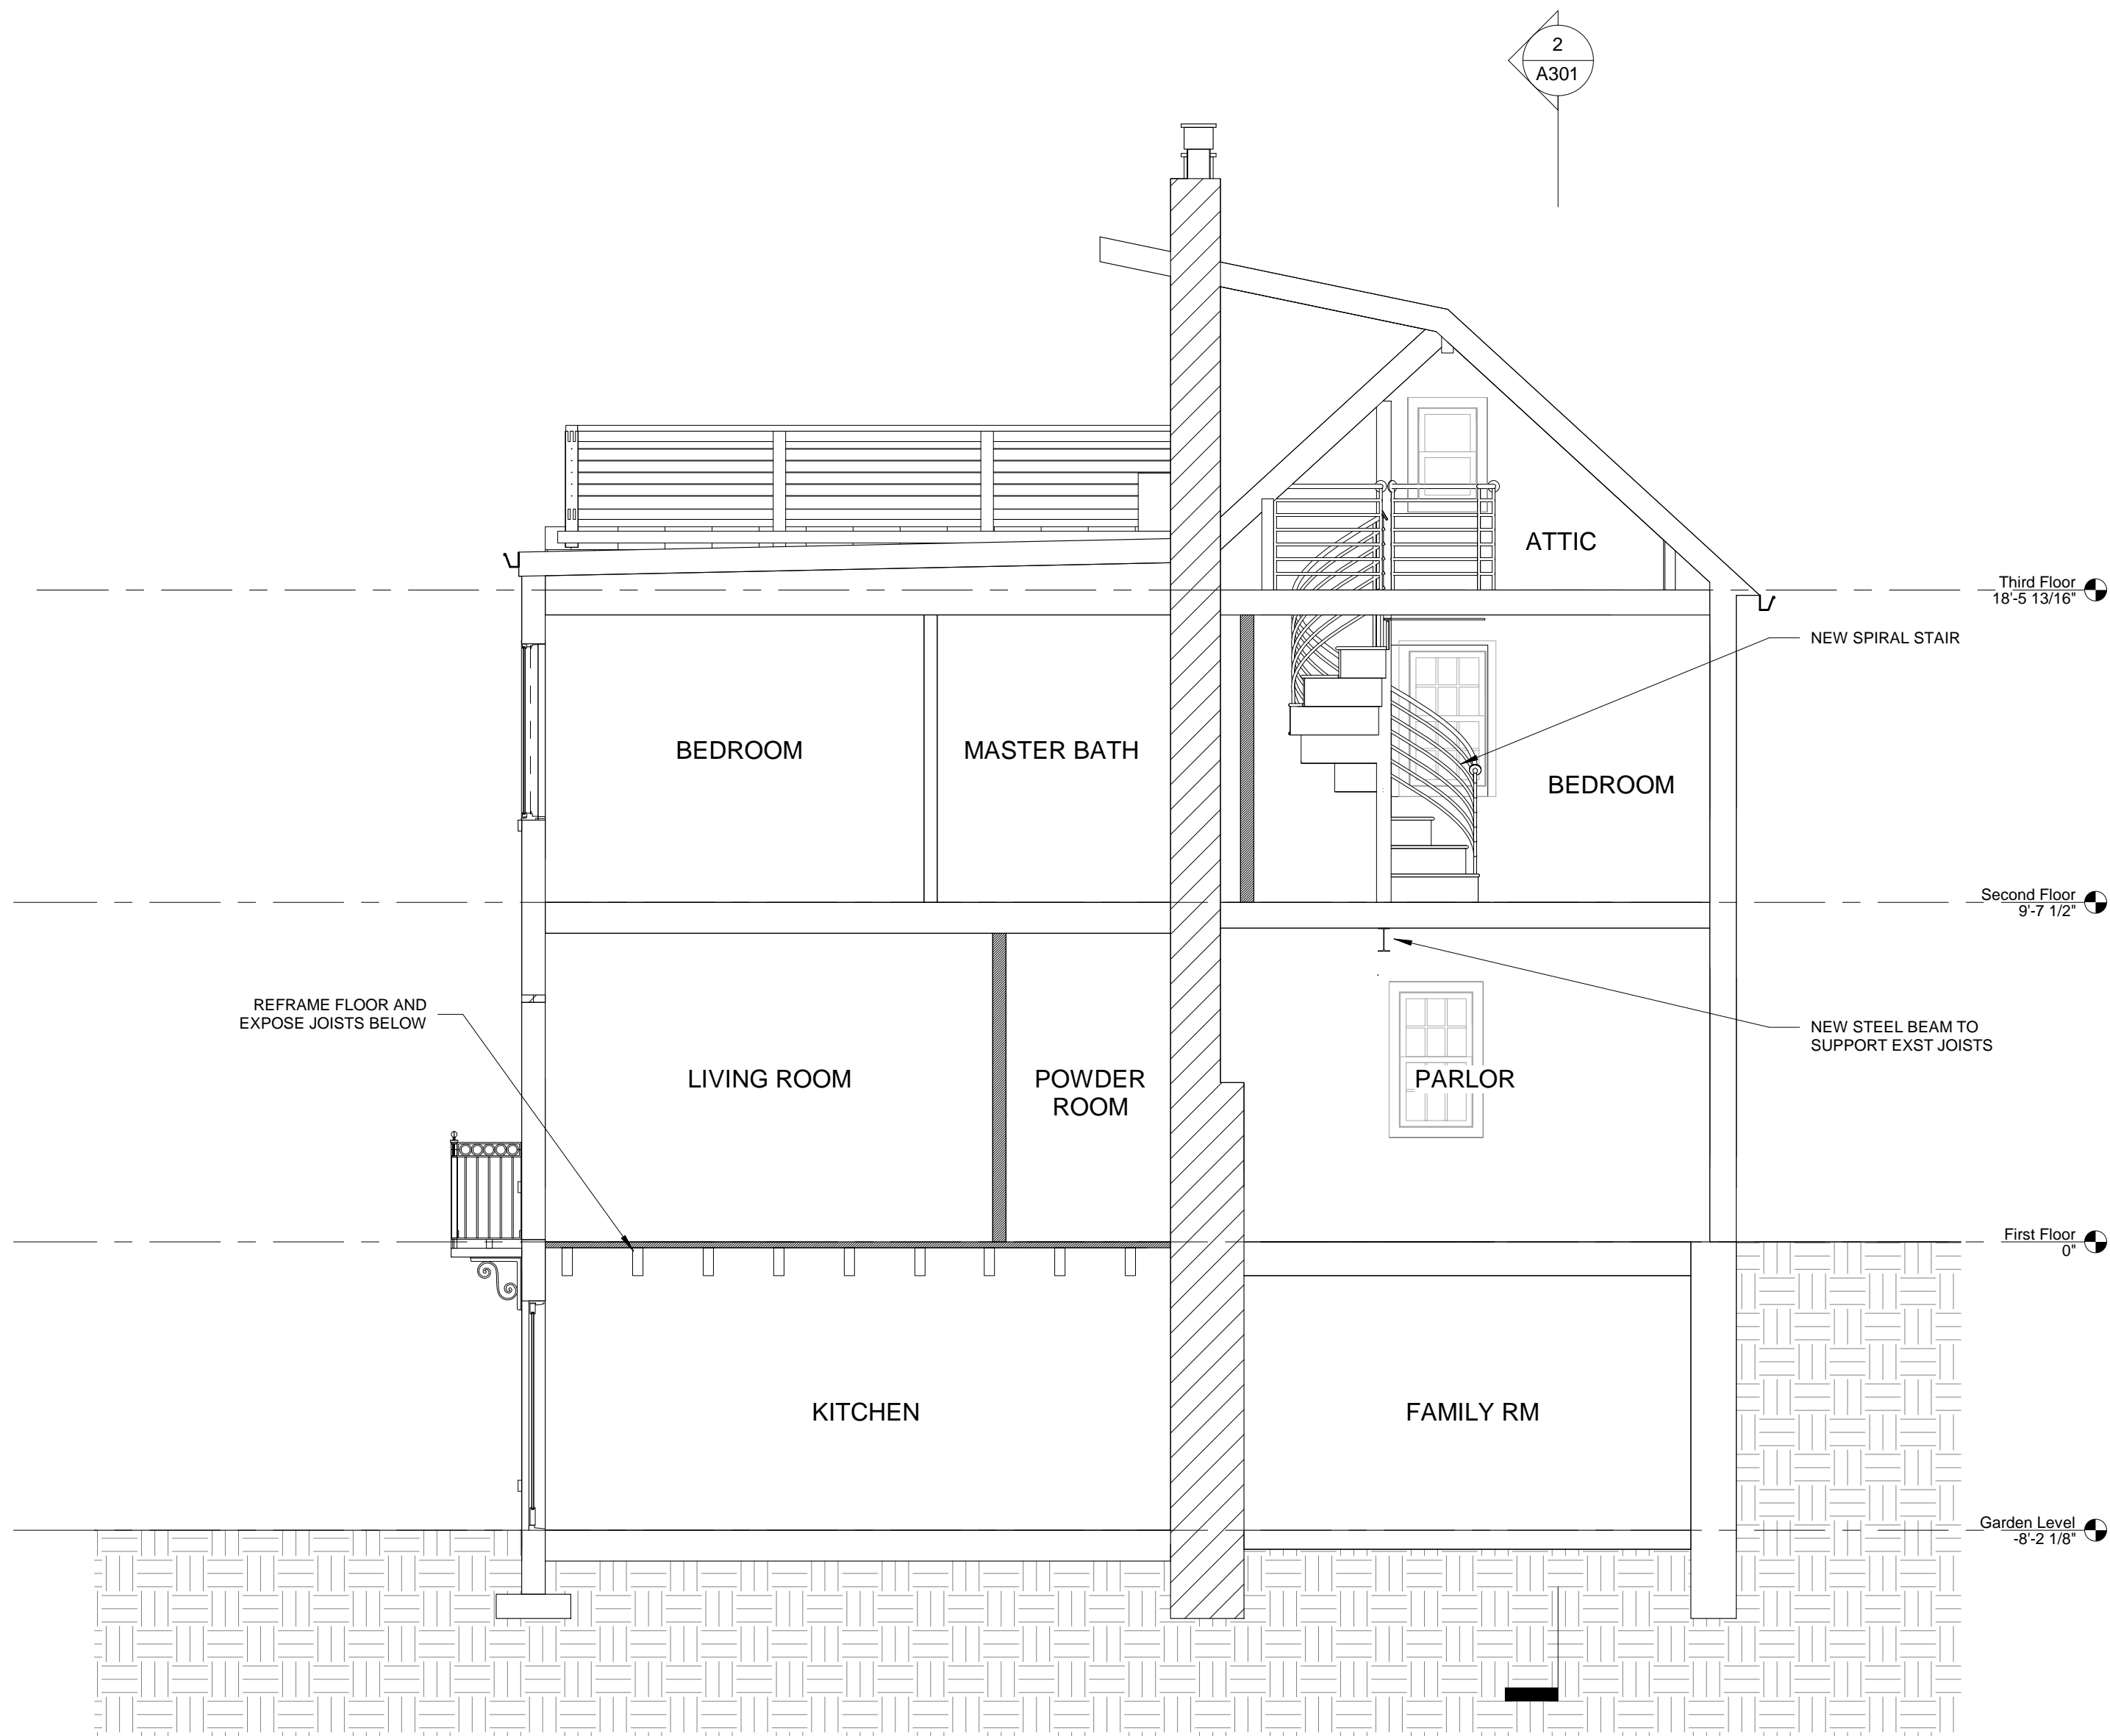 2
A301
ATTIC
Third Floor
18'-5 13/16"
NEW SPIRAL STAIR
BEDROOM
MASTER BATH
BEDROOM
Second Floor
9'-7 1/2"
REFRAME FLOOR AND
EXPOSE JOISTS BELOW
NEW STEEL BEAM TO
SUPPORT EXST JOISTS
LIVING ROOM
POWDER
ROOM
PARLOR
First Floor
0"
KITCHEN
FAMILY RM
Garden Level
-8'-2 1/8"